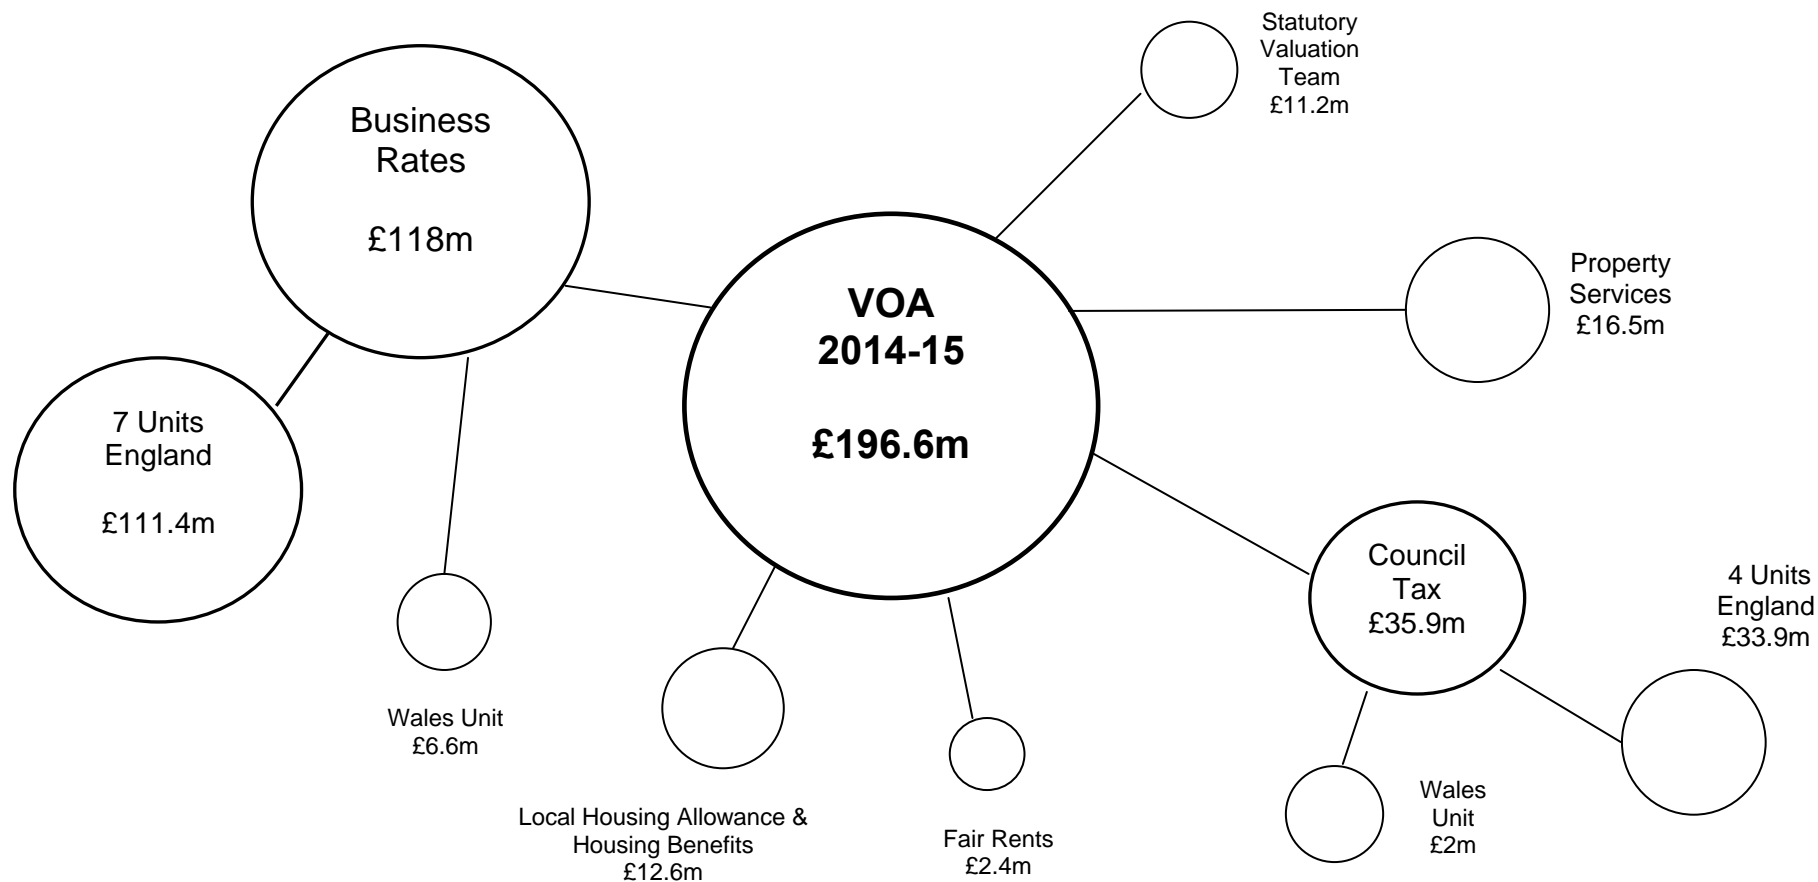 Statutory
Valuation
Team
£11.2m
Business
Rates
£118m
Property
Services
£16.5m
VOA
2014-15
£196.6m
7 Units
England
£111.4m
Council
Tax
£35.9m
4 Units
England
£33.9m
Wales Unit
£6.6m
Local Housing Allowance &
Housing Benefits
£12.6m
Fair Rents
£2.4m
Wales
Unit
£2m